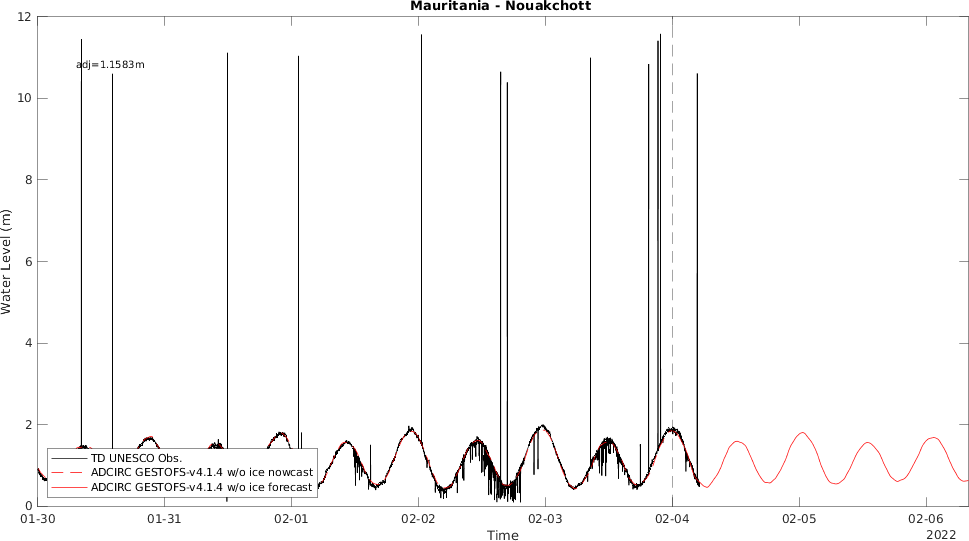 Mauritania - Nouakchott
12
10
8
6
4
2
0
Water Level (m)
adj=1.1583m
TD UNESCO Obs.
ADCIRC GESTOFS-v4.1.4 w/o ice nowcast
ADCIRC GESTOFS-v4.1.4 w/o ice forecast
01-30 01-31 02-01 02-02 02-03 02-04 02-05 02-06
Time
2022